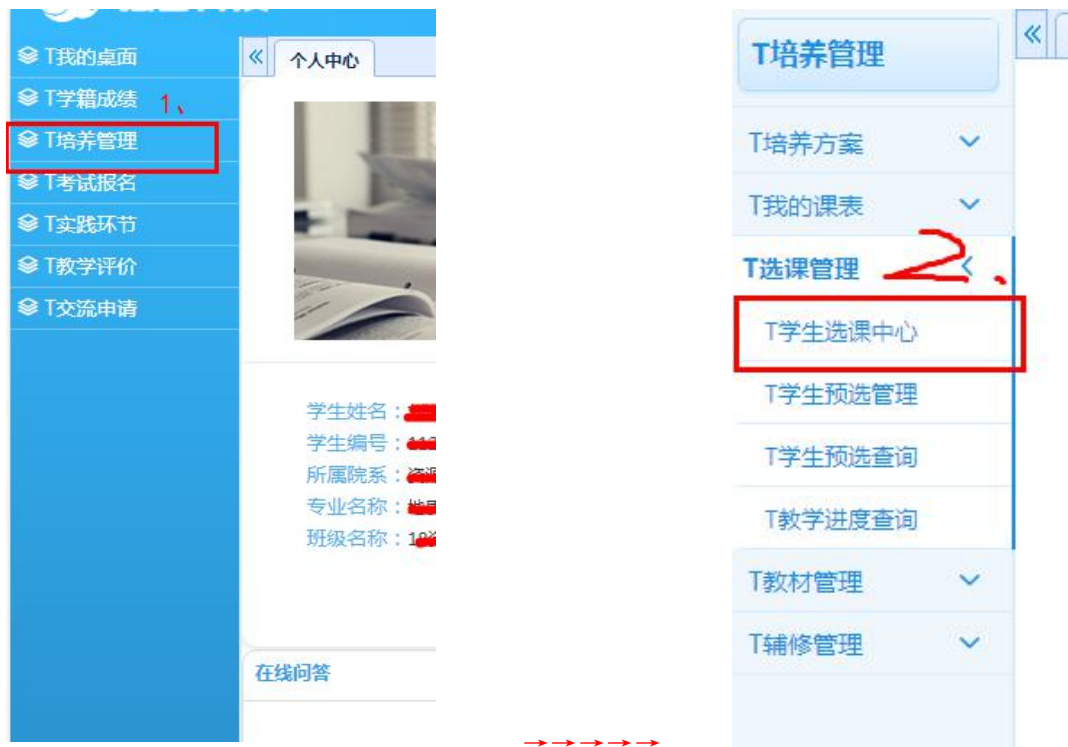 T我的桌面
T学籍成绩
1、
T培养管理
T考试报名
T实践环节
T教学评价
T交流申请
个人中心
学生姓名：
学生编号：
所属院系：
专业名称：
班级名称：
在线问答
→→→→→
T培养管理
T培养方案
T我的课表
T选课管理
2.
T学生选课中心
T学生预选管理
T学生预选查询
T教学进度查询
T教材管理
T辅修管理